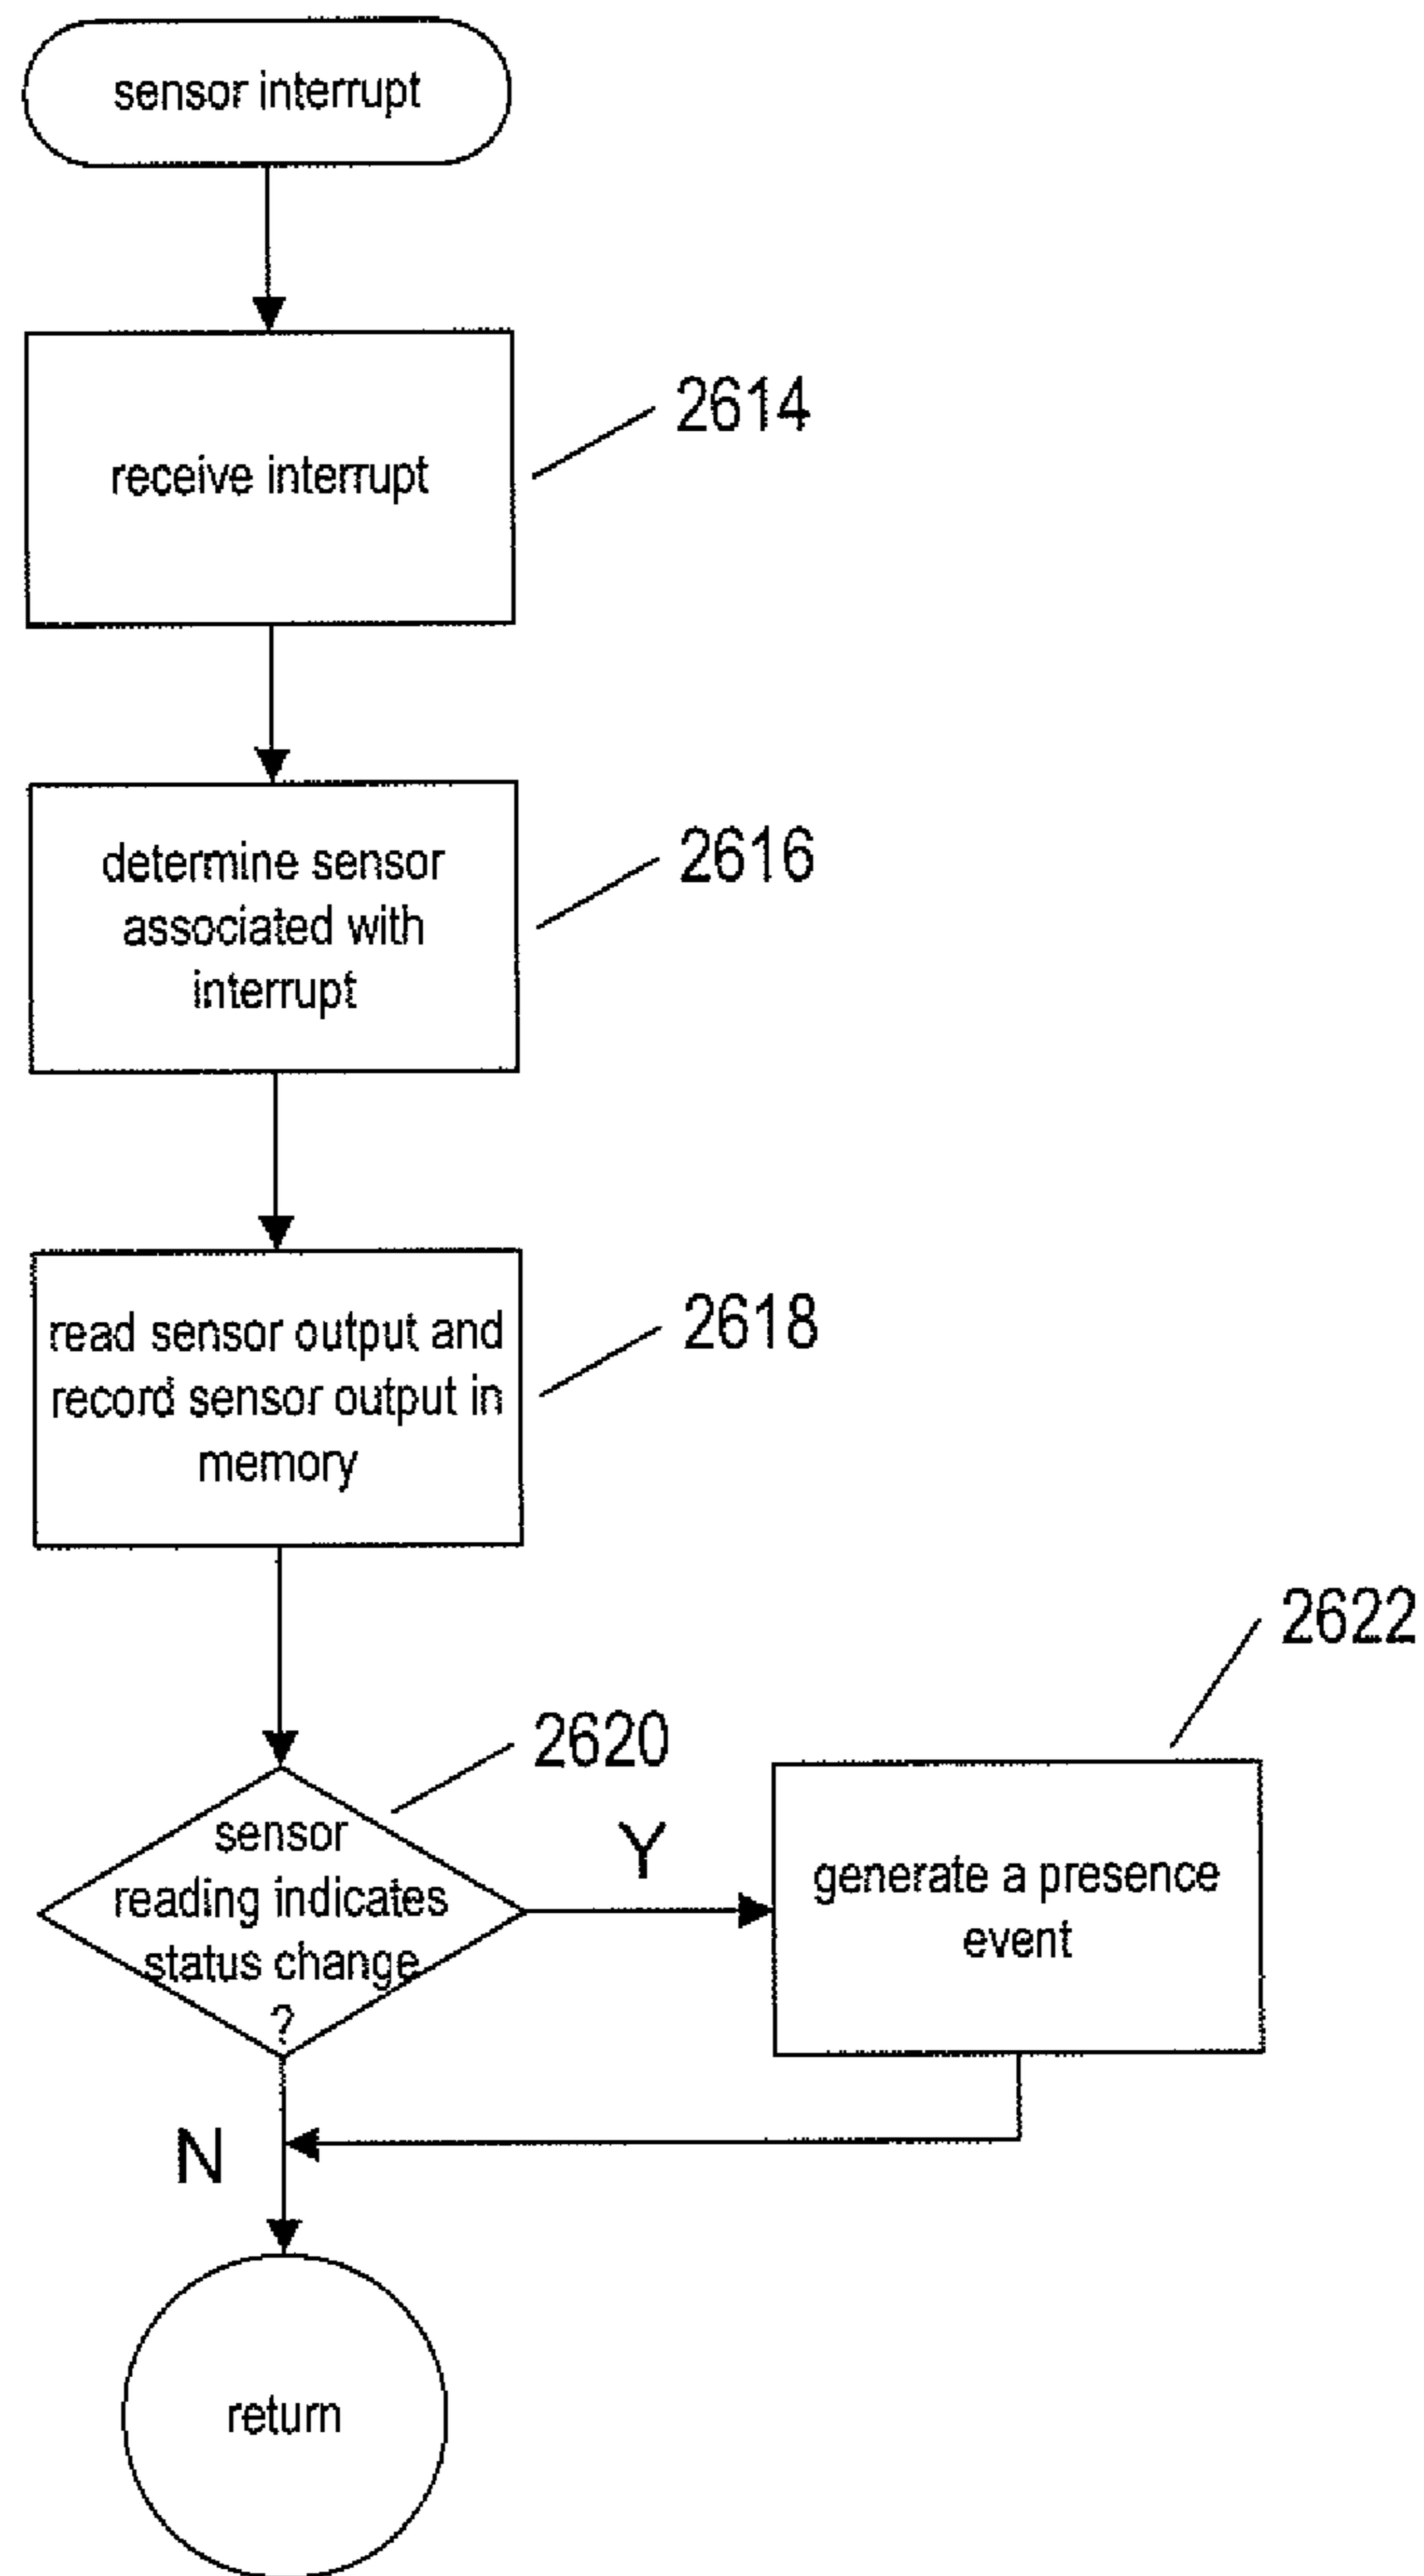 sensor interrupt
receive interrupt
2614
determine sensor
associated with
interrupt
2616
read sensor output and
record sensor output in
memory
2618
sensor
reading indicates
status change
?
2620
Y
generate a presence
event
2622
N
return